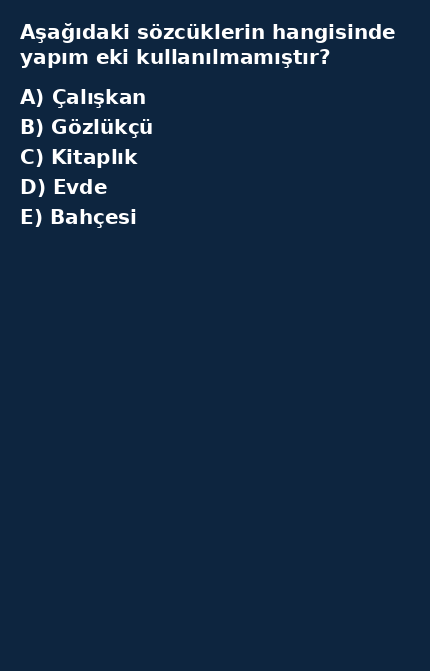 Aşağıdaki sözcüklerin hangisinde
yapım eki kullanılmamıştır?
A) Çalışkan
B) Gözlükçü
C) Kitaplık
D) Evde
E) Bahçesi